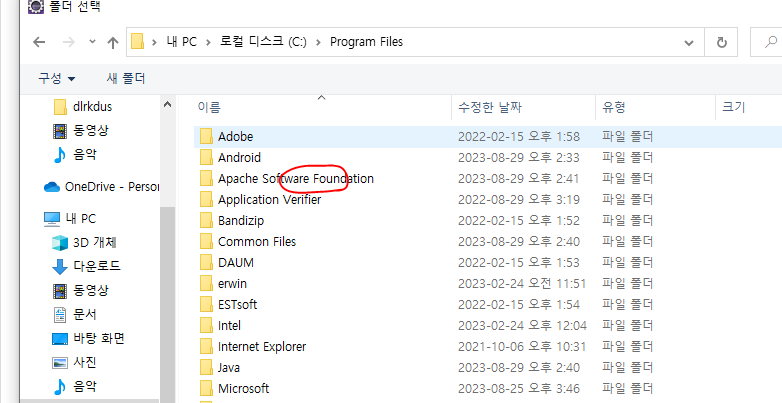 폴더 선택
내 PC > 로컬 디스크 (C:) > Program Files
구성 새 폴더
이름 수정한 날짜 유형 크기
dlrkdus
동영상
음악
OneDrive - Person
내 PC
3D 개체
다운로드
동영상
문서
바탕 화면
사진
음악
Adobe 2022-02-15 오후 1:58 파일 폴더
Android 2023-08-29 오후 2:33 파일 폴더
Apache Software Foundation 2023-08-29 오후 2:41 파일 폴더
Application Verifier 2022-08-29 오후 3:19 파일 폴더
Bandizip 2022-02-15 오후 1:52 파일 폴더
Common Files 2023-08-29 오후 2:40 파일 폴더
DAUM 2022-02-15 오후 1:53 파일 폴더
erwin 2023-02-24 오전 11:51 파일 폴더
ESTsoft 2022-02-15 오후 1:54 파일 폴더
Intel 2023-02-24 오후 12:04 파일 폴더
Internet Explorer 2021-10-06 오후 10:31 파일 폴더
Java 2023-08-29 오후 2:40 파일 폴더
Microsoft 2023-08-25 오후 3:46 파일 폴더